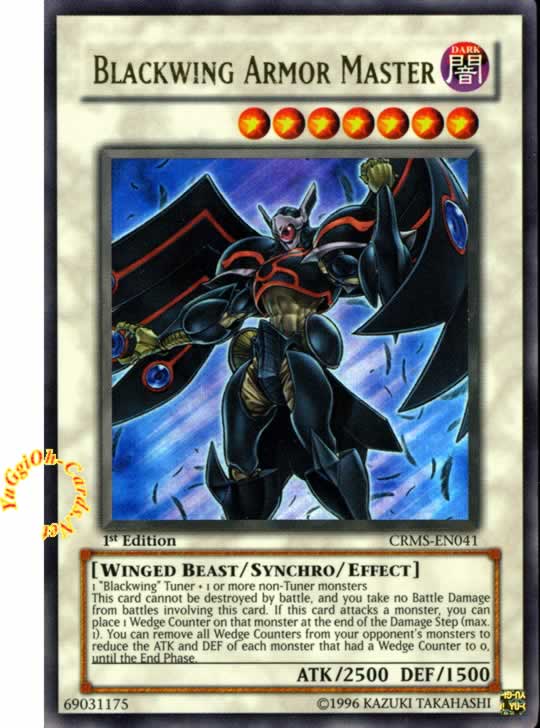 BLACKWING ARMOR MASTER
DARK
闇
YuGgiOh-Cards.Net
1st Edition
CRMS-EN041
[WINGED BEAST/SYNCHRO/EFFECT]
1 "Blackwing" Tuner + 1 or more non-Tuner monsters
This card cannot be destroyed by battle, and you take no Battle Damage
from battles involving this card. If this card attacks a monster, you can
place 1 Wedge Counter on that monster at the end of the Damage Step (max.
1). You can remove all Wedge Counters from your opponent's monsters to
reduce the ATK and DEF of each monster that had a Wedge Counter to 0,
until the End Phase.
ATK/2500 DEF/1500
69031175
©1996 KAZUKI TAKAHASHI